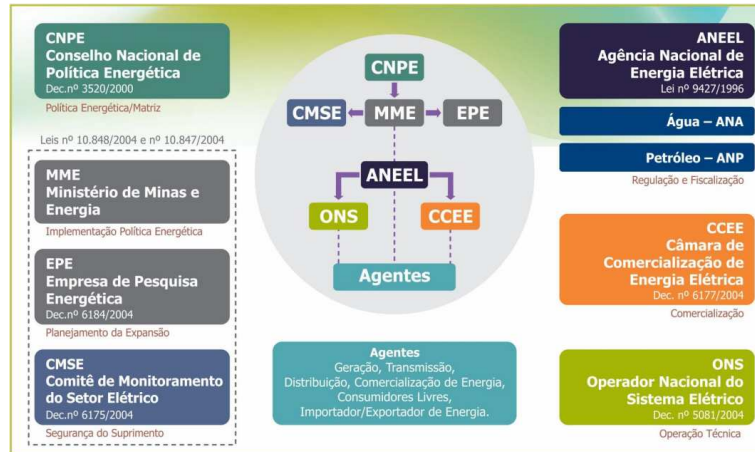 CNPE
Conselho Nacional de
Política Energética
Dec.nº 3520/2000
Política Energética/Matriz
Leis nº 10.848/2004 e nº 10.847/2004
MME
Ministério de Minas e
Energia
Implementação Política Energética
EPE
Empresa de Pesquisa
Energética
Dec.nº 6184/2004
Planejamento da Expansão
CMSE
Comitê de Monitoramento
do Setor Elétrico
Dec.nº 6175/2004
Segurança do Suprimento
CNPE
CMSE MME EPE
ANEEL
ONS CCEE
Agentes
Agentes
Geração, Transmissão,
Distribuição, Comercialização de Energia,
Consumidores Livres,
Importador/Exportador de Energia.
ANEEL
Agência Nacional de
Energia Elétrica
Lei nº 9427/1996
Água – ANA
Petróleo – ANP
Regulação e Fiscalização
CCEE
Câmara de
Comercialização de
Energia Elétrica
Dec. nº 6177/2004
Comercialização
ONS
Operador Nacional do
Sistema Elétrico
Dec. nº 5081/2004
Operação Técnica